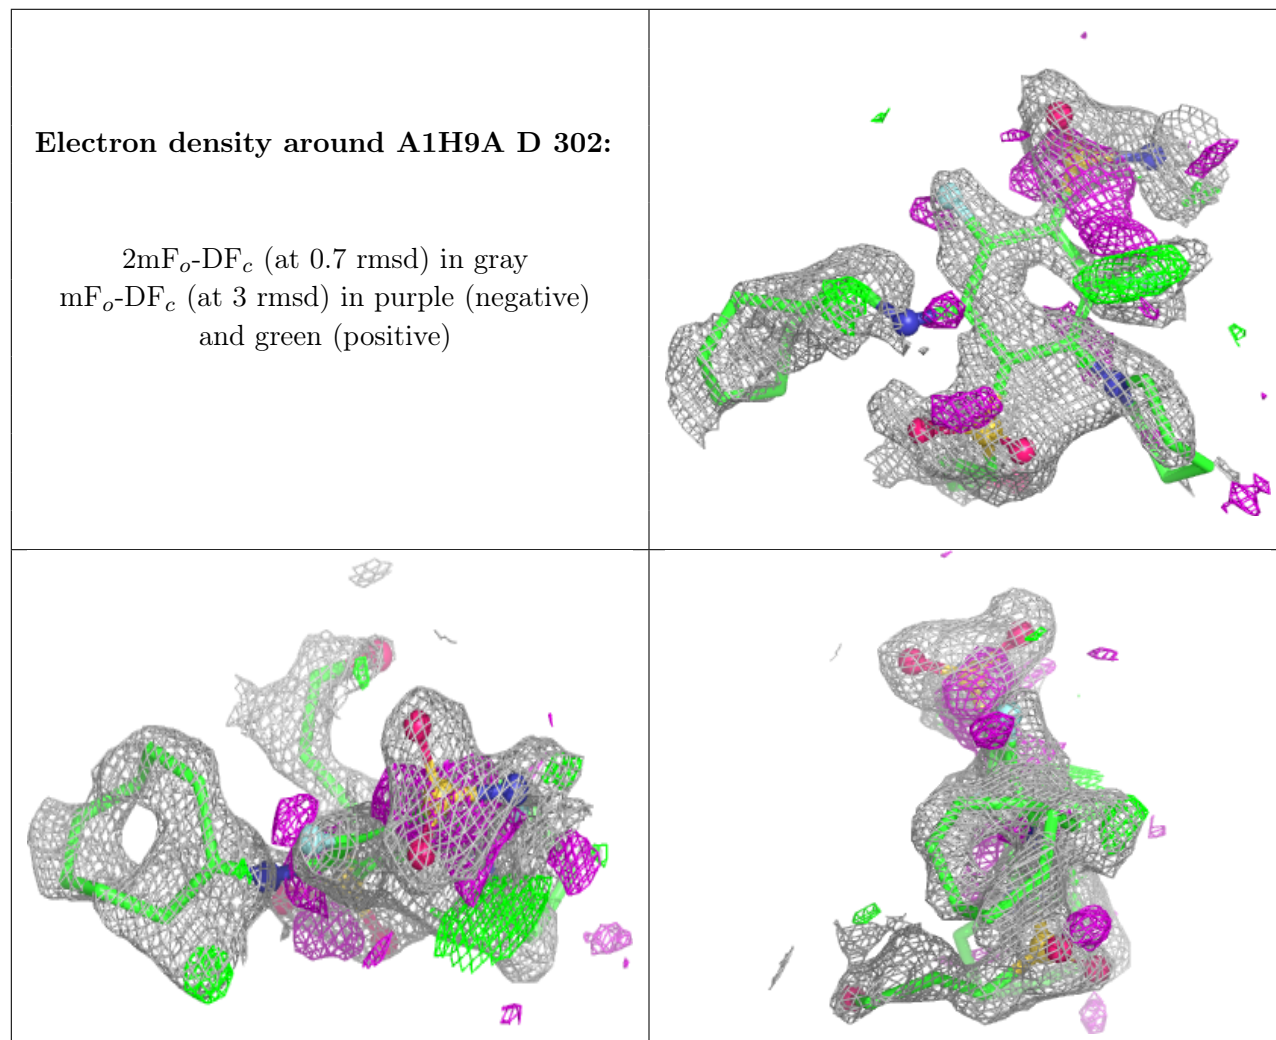 Electron density around A1H9A D 302:
2mFo-DFc (at 0.7 rmsd) in gray
mFo-DFc (at 3 rmsd) in purple (negative)
and green (positive)